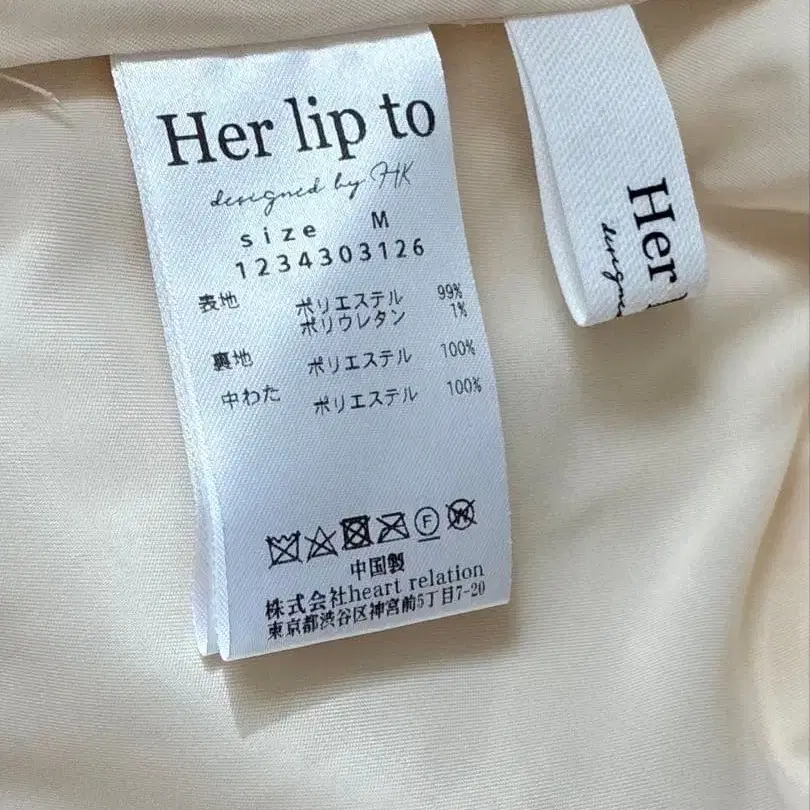 Her lip to
designed by HK
size M
1234303126
表地 ポリエステル 99%
ポリウレタン 1%
裏地 ポリエステル 100%
中わた ポリエステル 100%
F
W
中国製
株式会社heart relation
東京都渋谷区神宮前5丁目7-20
Her